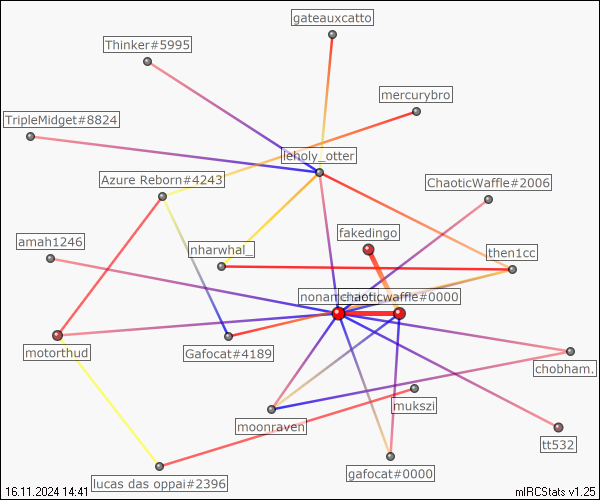 gateauxcatto
Thinker#5995
mercurybro
TripleMidget#8824
leholy_otter
Azure Reborn#4243
ChaoticWaffle#2006
fakedingo
amah1246
nharwhal_
then1cc
chaoticwaffle#0000
motorthud
Gafocat#4189
chobham.
mukszi
moonraven
tt532
gafocat#0000
lucas das oppai#2396
16.11.2024 14:41
mIRCStats v1.25